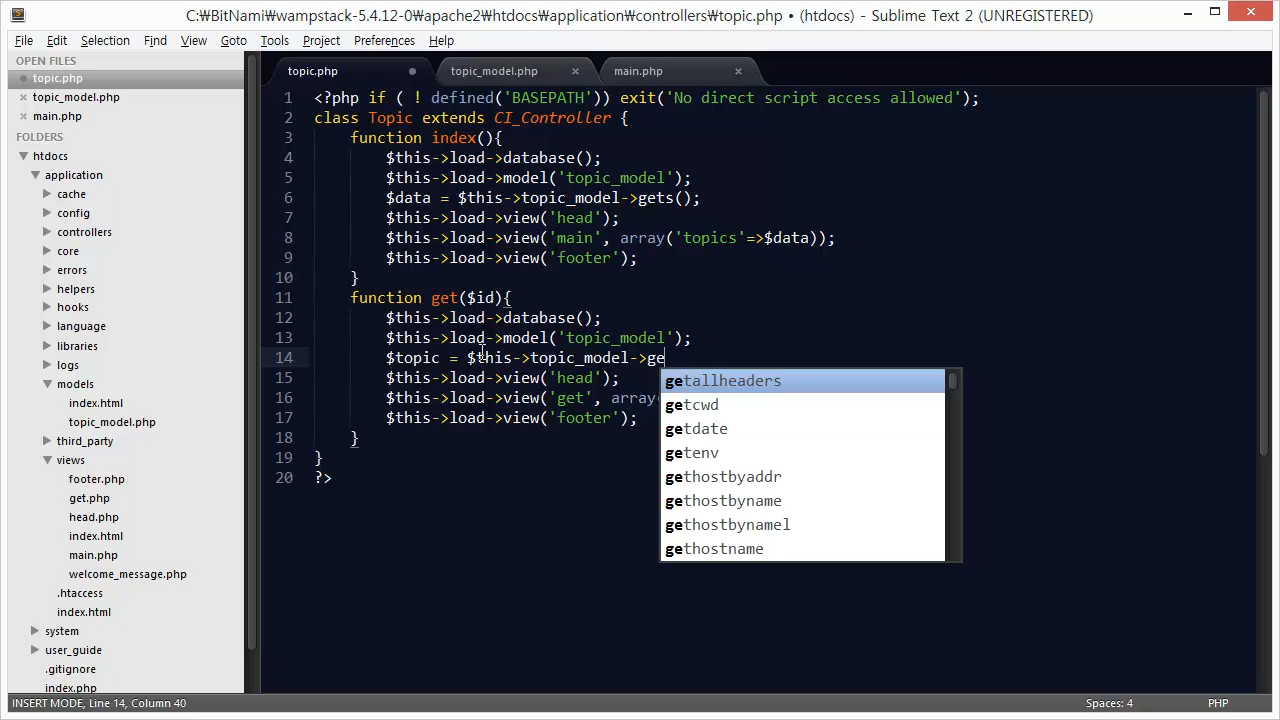 C:₩BitNami₩wampstack-5.4.12-0₩apache2₩htdocs₩application₩controllers₩topic.php • (htdocs) - Sublime Text 2 (UNREGISTERED)
File Edit Selection Find View Goto Tools Project Preferences Help
OPEN FILES
topic.php
topic_model.php
main.php
FOLDERS
htdocs
application
cache
config
controllers
core
errors
helpers
hooks
language
libraries
logs
models
index.html
topic_model.php
third_party
views
footer.php
get.php
head.php
index.html
main.php
welcome_message.php
.htaccess
index.html
system
user_guide
.gitignore
index.php
topic.php topic_model.php main.php
1 <?php if ( ! defined('BASEPATH')) exit('No direct script access allowed');
2 class Topic extends CI_Controller {
3 function index(){
4 $this->load->database();
5 $this->load->model('topic_model');
6 $data = $this->topic_model->gets();
7 $this->load->view('head');
8 $this->load->view('main', array('topics'=>$data));
9 $this->load->view('footer');
10 }
11 function get($id){
12 $this->load->database();
13 $this->load->model('topic_model');
14 $topic = $this->topic_model->ge
15 $this->load->view('head');
16 $this->load->view('get', array
17 $this->load->view('footer');
18 }
19 }
20 ?>
getallheaders
getcwd
getdate
getenv
gethostbyaddr
gethostbyname
gethostbynamel
gethostname
INSERT MODE, Line 14, Column 40 Spaces: 4 PHP